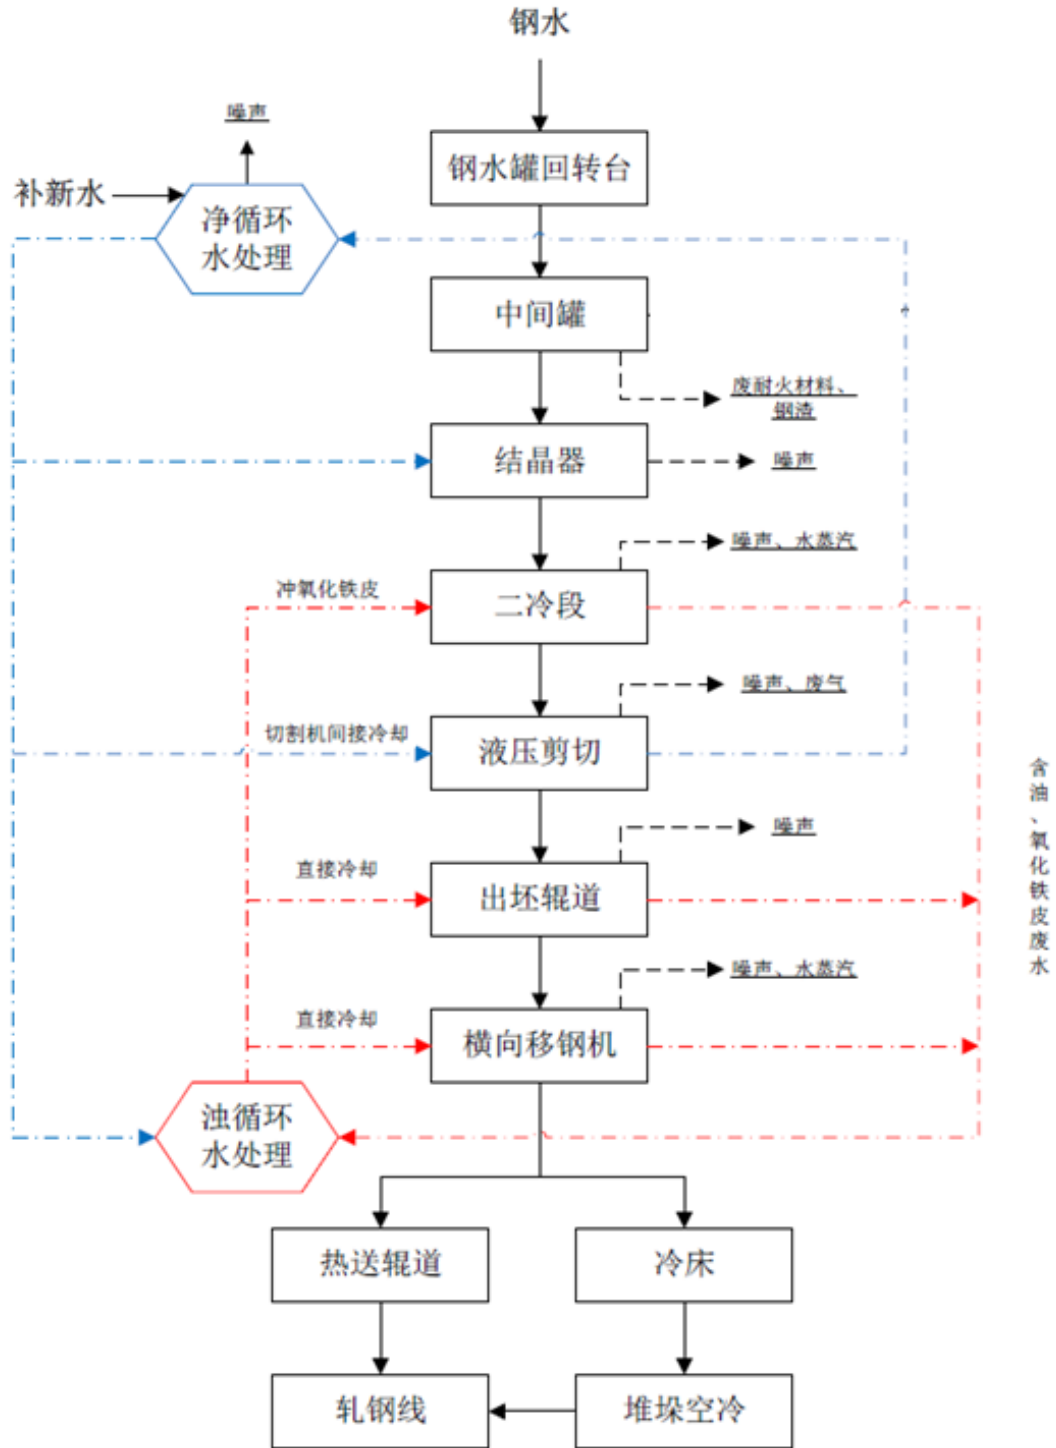 钢水
噪声
钢水罐回转台
补新水
净循环
水处理
中间罐
废耐火材料、
钢渣
结晶器
噪声
噪声、水蒸汽
冲氧化铁皮
二冷段
噪声、废气
切割机间接冷却
液压剪切
含油、氧化铁皮废水
噪声
直接冷却
出坯辊道
噪声、水蒸汽
直接冷却
横向移钢机
浊循环
水处理
热送辊道
冷床
轧钢线
堆垛空冷